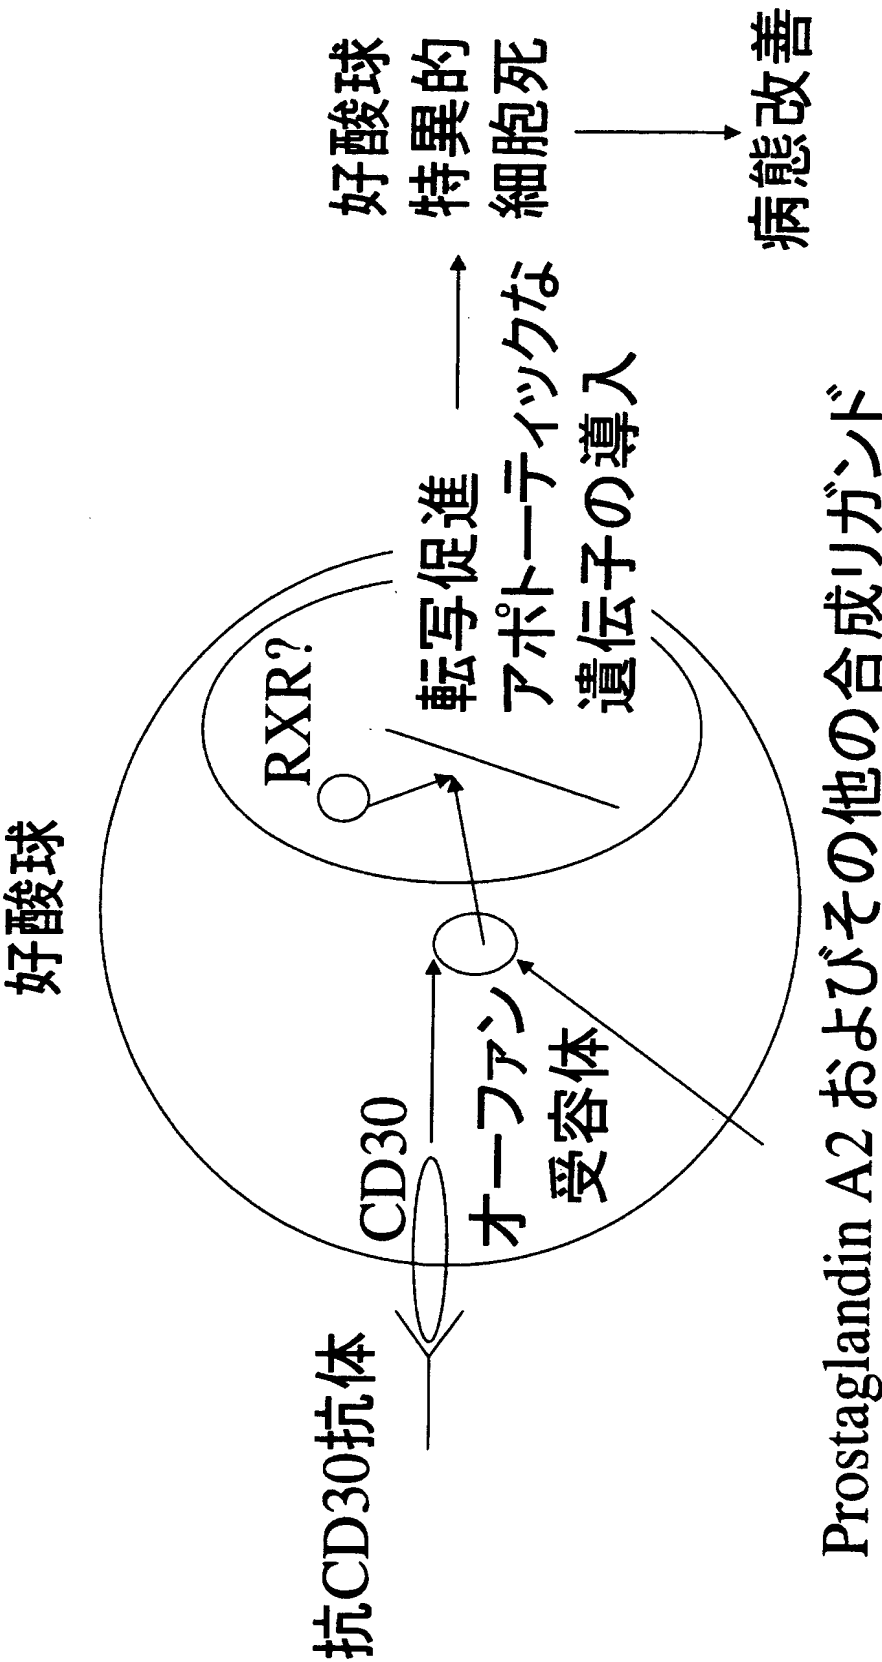 好酸球
抗CD30抗体
CD30
オーファン
受容体
RXR?
転写促進
アポトーティックな
遺伝子の導入
好酸球
特異的
細胞死
病態改善
Prostaglandin A2 およびその他の合成リガンド